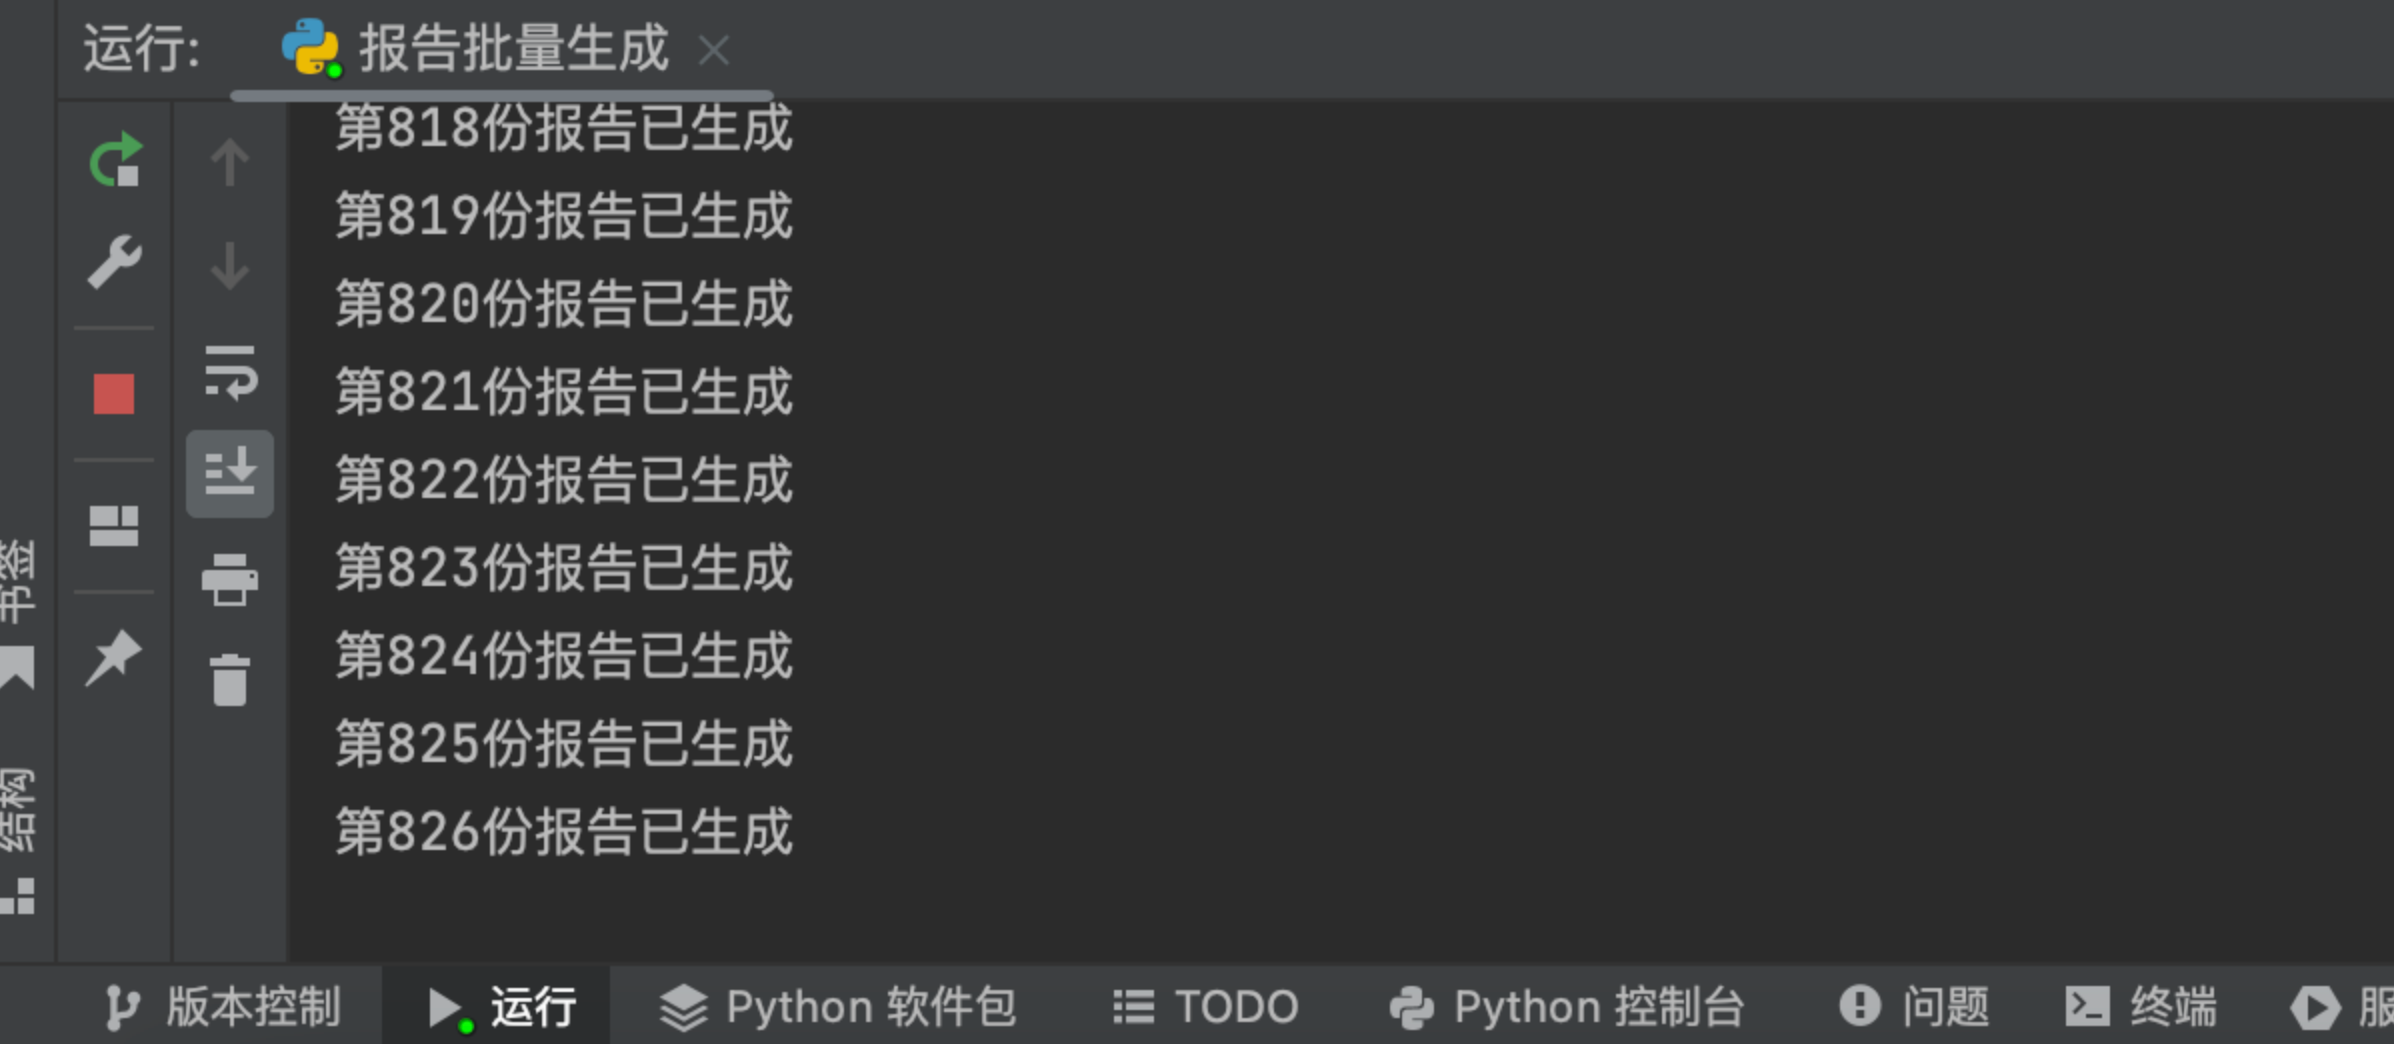 运行: 报告批量生成
第818份报告已生成
第819份报告已生成
第820份报告已生成
第821份报告已生成
第822份报告已生成
第823份报告已生成
第824份报告已生成
第825份报告已生成
第826份报告已生成
书签
结构
版本控制 运行 Python 软件包 TODO Python 控制台 问题 终端 服